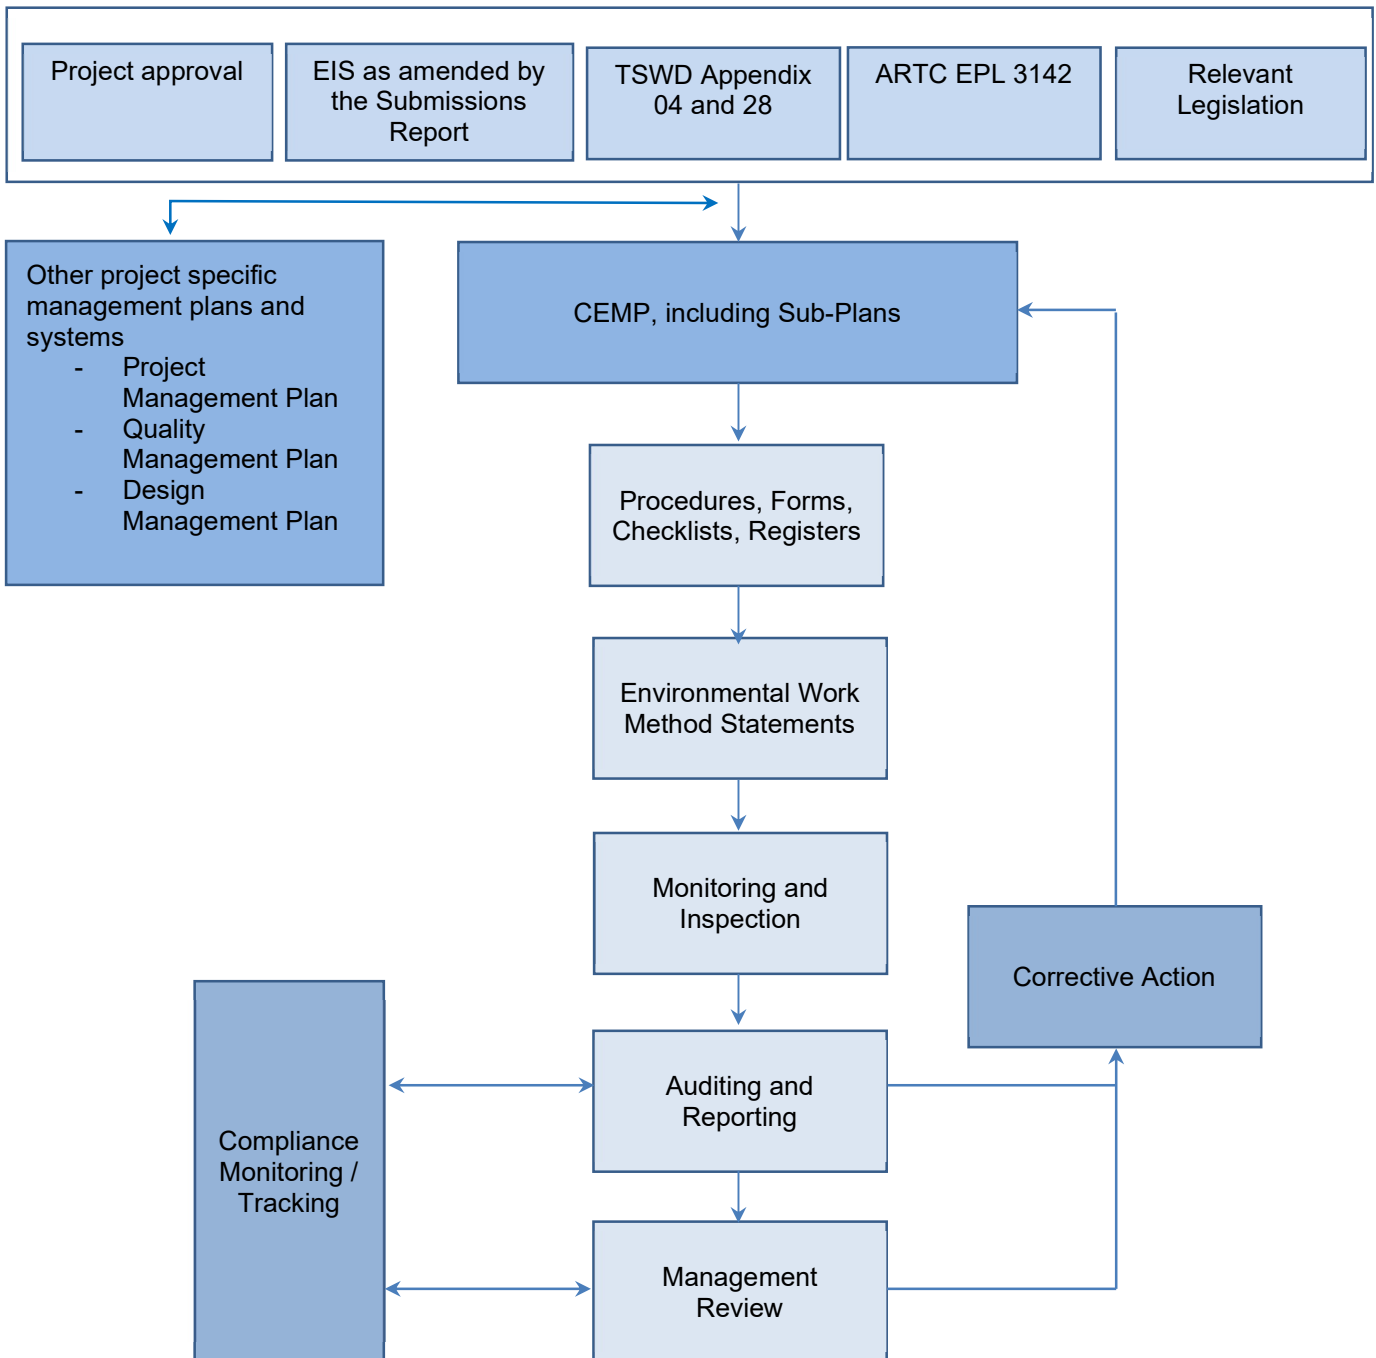 Project approval
EIS as amended by
the Submissions
Report
TSWD Appendix
04 and 28
ARTC EPL 3142
Relevant
Legislation
Other project specific
management plans and
systems
- Project
Management Plan
- Quality
Management Plan
- Design
Management Plan
CEMP, including Sub-Plans
Procedures, Forms,
Checklists, Registers
Environmental Work
Method Statements
Monitoring and
Inspection
Corrective Action
Auditing and
Reporting
Compliance
Monitoring /
Tracking
Management
Review